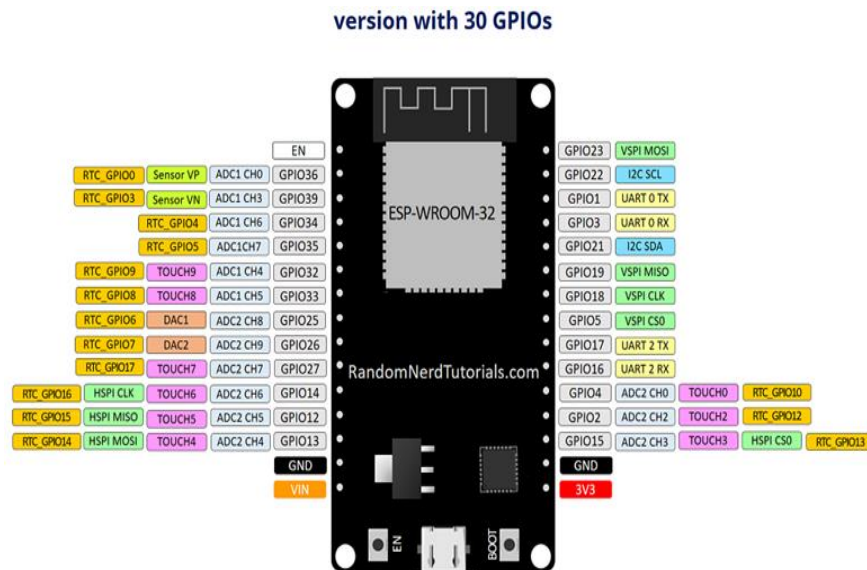 version with 30 GPIOs
EN GPIO23 VSPI MOSI
RTC_GPIO0 Sensor VP ADC1 CH0 GPIO36 GPIO22 I2C SCL
RTC_GPIO3 Sensor VN ADC1 CH3 GPIO39 GPIO1 UART 0 TX
RTC_GPIO4 ADC1 CH6 GPIO34 ESP-WROOM-32 GPIO3 UART 0 RX
RTC_GPIO5 ADC1CH7 GPIO35 GPIO21 I2C SDA
RTC_GPIO9 TOUCH9 ADC1 CH4 GPIO32 GPIO19 VSPI MISO
RTC_GPIO8 TOUCH8 ADC1 CH5 GPIO33 GPIO18 VSPI CLK
RTC_GPIO6 DAC1 ADC2 CH8 GPIO25 GPIO5 VSPI CS0
RTC_GPIO7 DAC2 ADC2 CH9 GPIO26 GPIO17 UART 2 TX
RTC_GPIO17 TOUCH7 ADC2 CH7 GPIO27 RandomNerdTutorials.com GPIO16 UART 2 RX
RTC_GPIO16 HSPI CLK TOUCH6 ADC2 CH6 GPIO14 GPIO4 ADC2 CH0 TOUCH0 RTC_GPIO10
RTC_GPIO15 HSPI MISO TOUCH5 ADC2 CH5 GPIO12 GPIO2 ADC2 CH2 TOUCH2 RTC_GPIO12
RTC_GPIO14 HSPI MOSI TOUCH4 ADC2 CH4 GPIO13 GPIO15 ADC2 CH3 TOUCH3 HSPI CS0 RTC_GPIO13
GND GND
VIN 3V3
EN BOOT